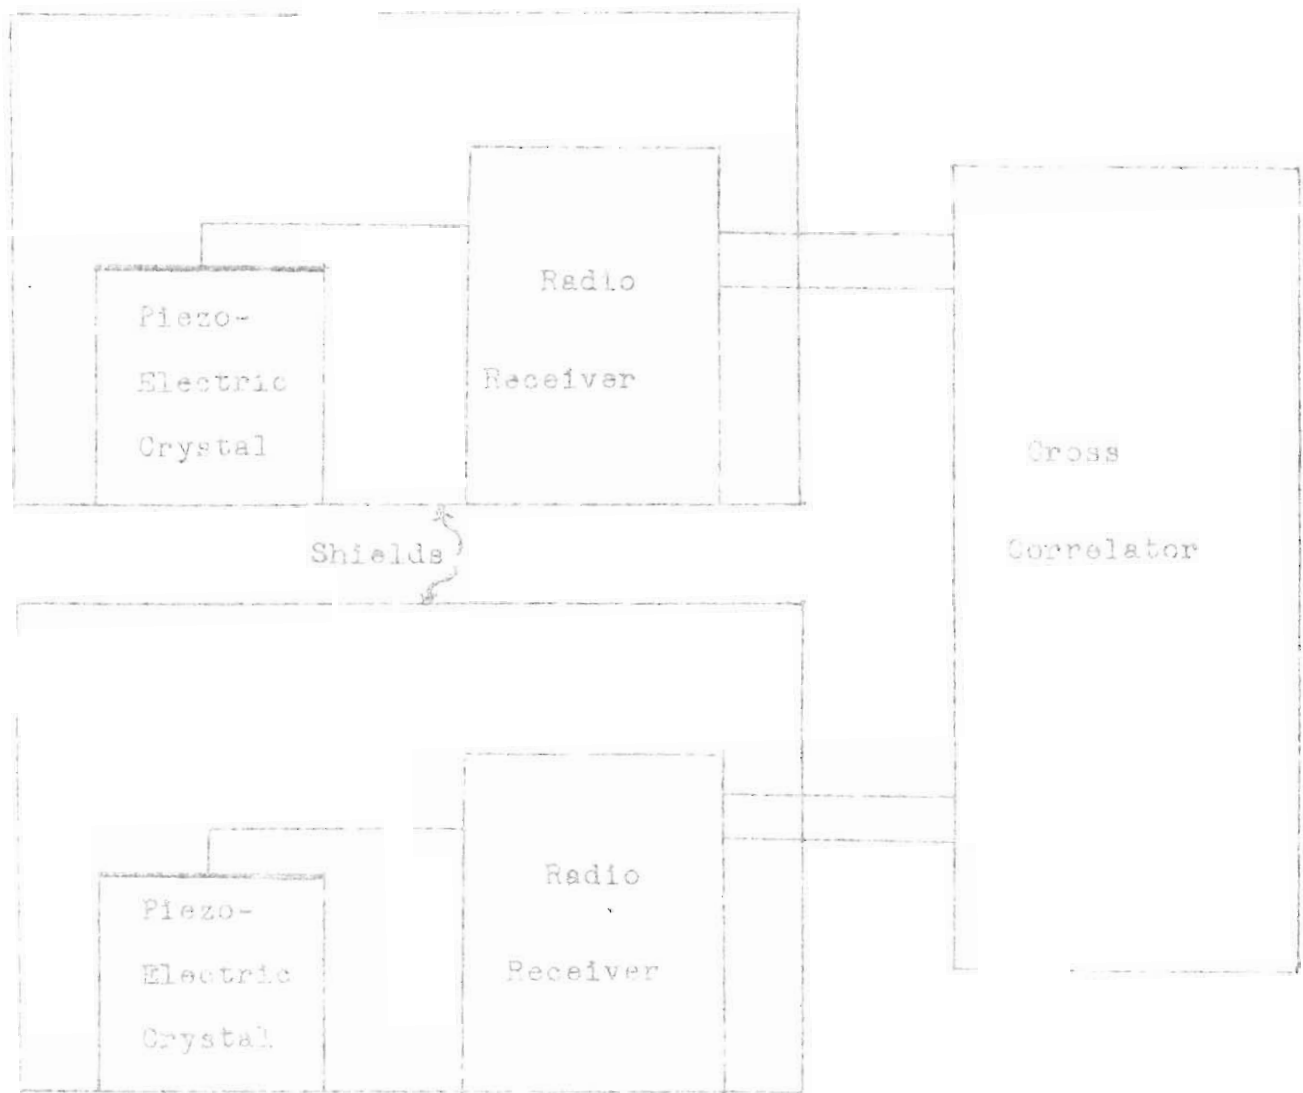 Radio
Receiver
Piezo-
Electric
Crystal
Shields
Cross
Correlator
Radio
Receiver
Piezo-
Electric
Crystal